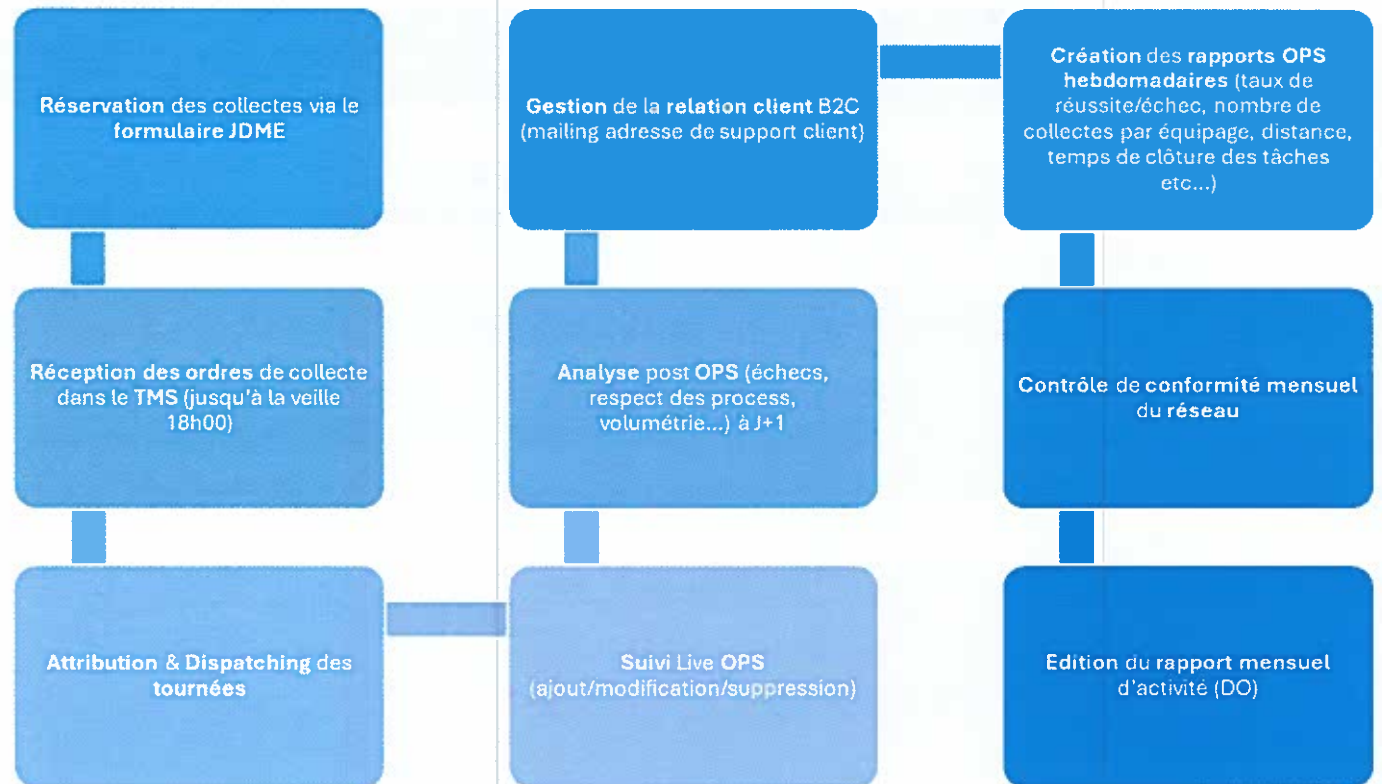 Réservation des collectes via le
formulaire JDME
Réception des ordres de collecte
dans le TMS (jusqu'à la veille
18h00)
Attribution & Dispatching des
tournées
Suivi Live OPS
(ajout/modification/suppression)
Analyse post OPS (échecs,
respect des process,
volumétrie...) à J+1
Gestion de la relation client B2C
(mailing adresse de support client)
Création des rapports OPS
hebdomadaires (taux de
réussite/échec, nombre de
collectes par équipage, distance,
temps de clôture des tâches
etc...)
Contrôle de conformité mensuel
du réseau
Edition du rapport mensuel
d'activité (DO)